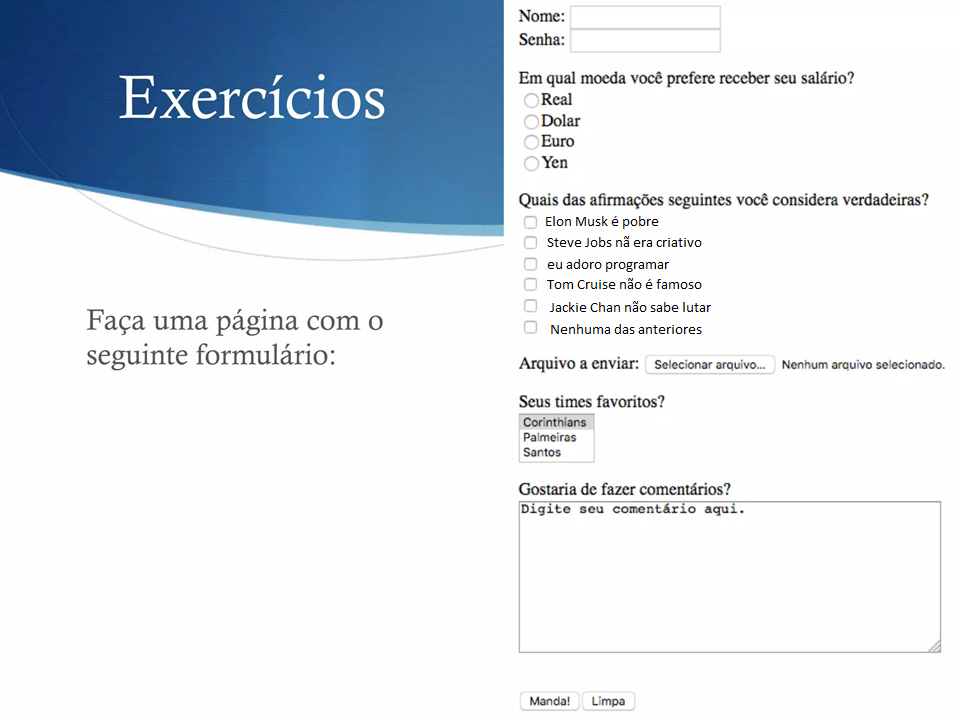 Exercícios
Faça uma página com o
seguinte formulário:
Nome:
Senha:
Em qual moeda você prefere receber seu salário?
Real
Dolar
Euro
Yen
Quais das afirmações seguintes você considera verdadeiras?
Elon Musk é pobre
Steve Jobs nã era criativo
eu adoro programar
Tom Cruise não é famoso
Jackie Chan não sabe lutar
Nenhuma das anteriores
Arquivo a enviar: Selecionar arquivo... Nenhum arquivo selecionado.
Seus times favoritos?
Corinthians
Palmeiras
Santos
Gostaria de fazer comentários?
Digite seu comentário aqui.
Manda! Limpa